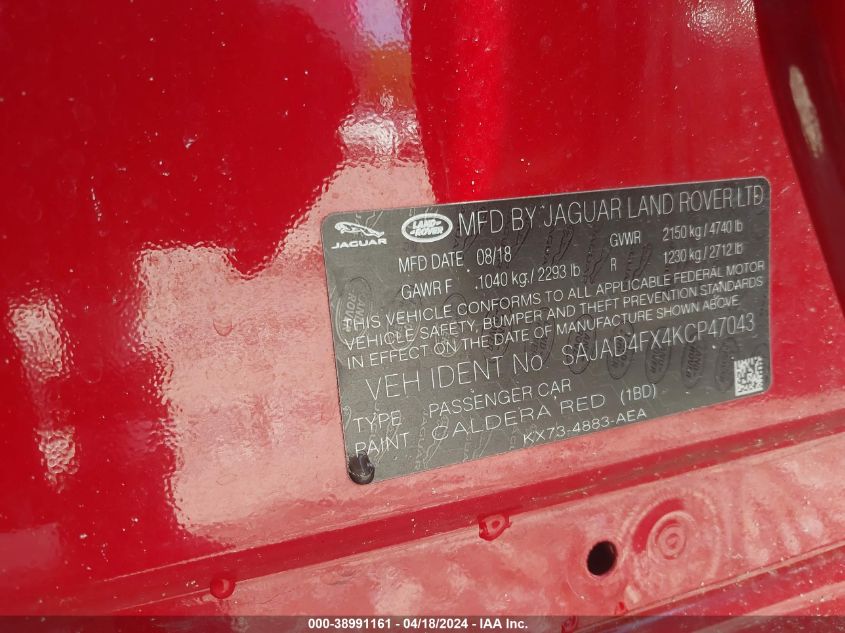 JAGUAR
LAND ROVER
MFD. BY JAGUAR LAND ROVER LTD
MFD DATE 08/18 GVWR 2150 kg / 4740 lb
GAWR F 1040 kg / 2293 lb R 1230 kg / 2712 lb
THIS VEHICLE CONFORMS TO ALL APPLICABLE FEDERAL MOTOR
VEHICLE SAFETY, BUMPER AND THEFT PREVENTION STANDARDS
IN EFFECT ON THE DATE OF MANUFACTURE SHOWN ABOVE.
VEH IDENT No. SAJAD4FX4KCP47043
TYPE PASSENGER CAR
PAINT CALDERA RED (1BD)
KX73-4883-AEA
000-38991161 - 04/18/2024 - IAA Inc.